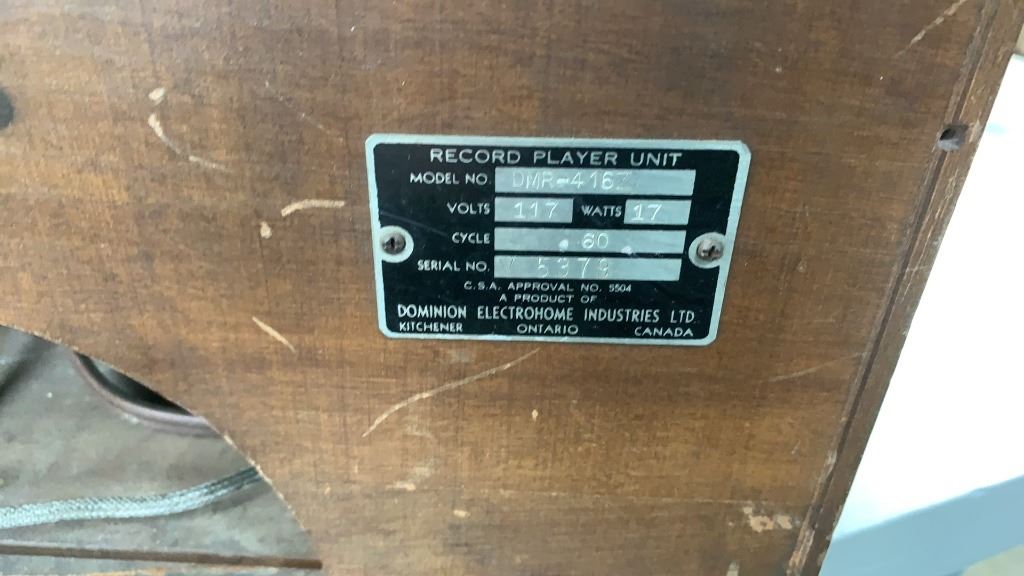 RECORD PLAYER UNIT
MODEL NO. DMR-416Z
VOLTS 117 WATTS 17
CYCLE 60
SERIAL NO. 5379
C.S.A. APPROVAL NO. 5504
A PRODUCT OF
DOMINION ELECTROHOME INDUSTRIES LTD.
KITCHENER ONTARIO CANADA